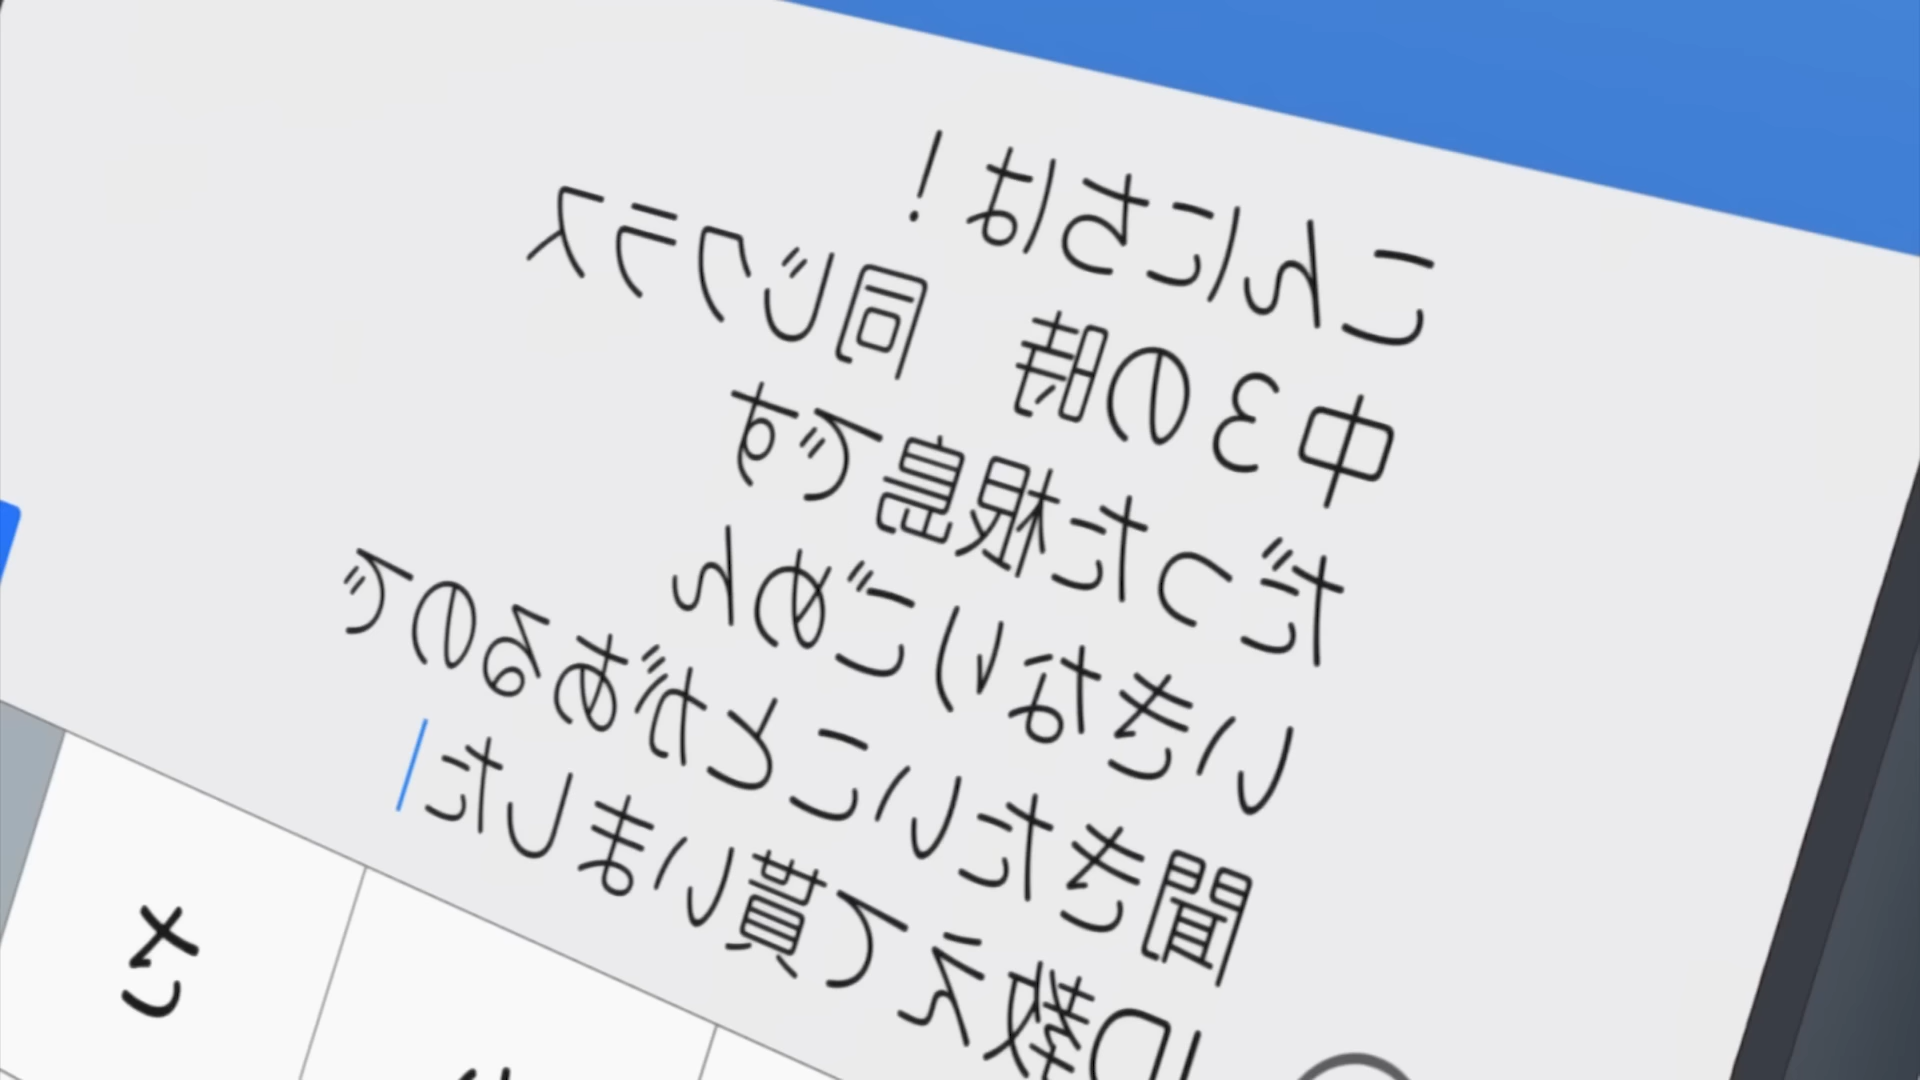 こんにちは！
中3の時　同じクラス
だった根島です
いきなりごめん
聞きたいことがあるので
ID教えて貰いました
き